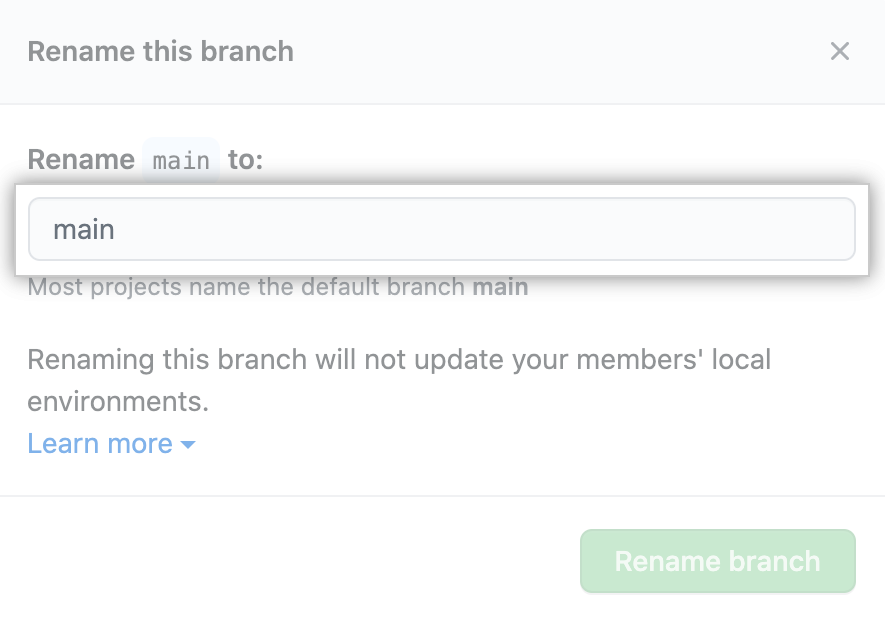 Rename this branch
Rename main to:
main
Most projects name the default branch main
Renaming this branch will not update your members' local
environments.
Learn more
Rename branch